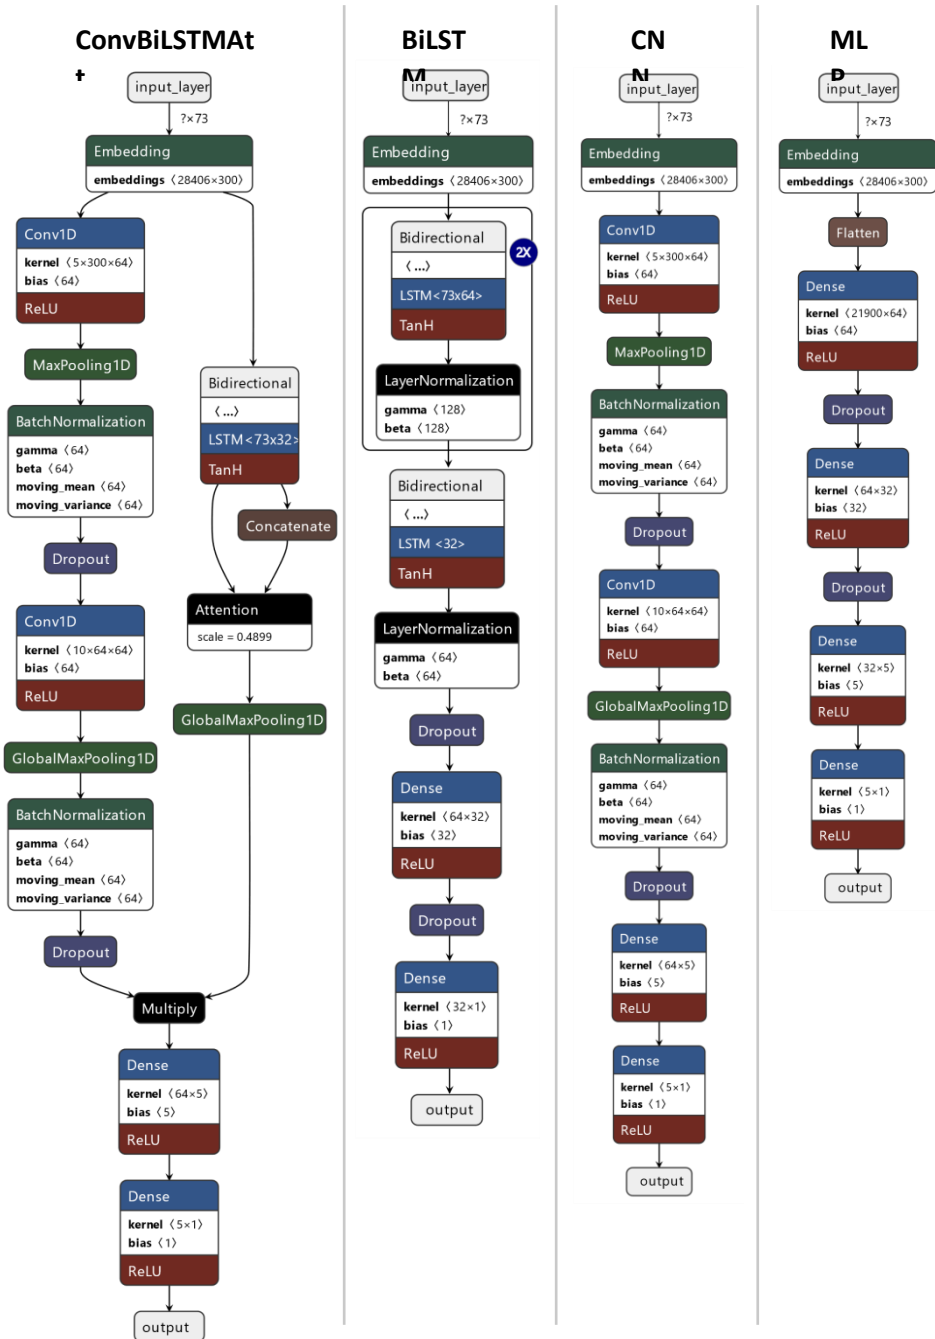 ConvBiLSTMAt
t
input_layer
?×73
Embedding
embeddings ⟨28406×300⟩
Conv1D
kernel ⟨5×300×64⟩
bias ⟨64⟩
ReLU
MaxPooling1D
BatchNormalization
gamma ⟨64⟩
beta ⟨64⟩
moving_mean ⟨64⟩
moving_variance ⟨64⟩
Dropout
Conv1D
kernel ⟨10×64×64⟩
bias ⟨64⟩
ReLU
GlobalMaxPooling1D
BatchNormalization
gamma ⟨64⟩
beta ⟨64⟩
moving_mean ⟨64⟩
moving_variance ⟨64⟩
Dropout
Bidirectional
⟨ ...⟩
LSTM<73x32>
TanH
Concatenate
Attention
scale = 0.4899
GlobalMaxPooling1D
Multiply
Dense
kernel ⟨64×5⟩
bias ⟨5⟩
ReLU
Dense
kernel ⟨5×1⟩
bias ⟨1⟩
ReLU
output
BiLST
M
input_layer
?×73
Embedding
embeddings ⟨28406×300⟩
2X
Bidirectional
⟨ ...⟩
LSTM<73x64>
TanH
LayerNormalization
gamma ⟨128⟩
beta ⟨128⟩
Bidirectional
⟨ ...⟩
LSTM <32>
TanH
LayerNormalization
gamma ⟨64⟩
beta ⟨64⟩
Dropout
Dense
kernel ⟨64×32⟩
bias ⟨32⟩
ReLU
Dropout
Dense
kernel ⟨32×1⟩
bias ⟨1⟩
ReLU
output
CN
N
input_layer
?×73
Embedding
embeddings ⟨28406×300⟩
Conv1D
kernel ⟨5×300×64⟩
bias ⟨64⟩
ReLU
MaxPooling1D
BatchNormalization
gamma ⟨64⟩
beta ⟨64⟩
moving_mean ⟨64⟩
moving_variance ⟨64⟩
Dropout
Conv1D
kernel ⟨10×64×64⟩
bias ⟨64⟩
ReLU
GlobalMaxPooling1D
BatchNormalization
gamma ⟨64⟩
beta ⟨64⟩
moving_mean ⟨64⟩
moving_variance ⟨64⟩
Dropout
Dense
kernel ⟨64×5⟩
bias ⟨5⟩
ReLU
Dense
kernel ⟨5×1⟩
bias ⟨1⟩
ReLU
output
ML
P
input_layer
?×73
Embedding
embeddings ⟨28406×300⟩
Flatten
Dense
kernel ⟨21900×64⟩
bias ⟨64⟩
ReLU
Dropout
Dense
kernel ⟨64×32⟩
bias ⟨32⟩
ReLU
Dropout
Dense
kernel ⟨32×5⟩
bias ⟨5⟩
ReLU
Dense
kernel ⟨5×1⟩
bias ⟨1⟩
ReLU
output